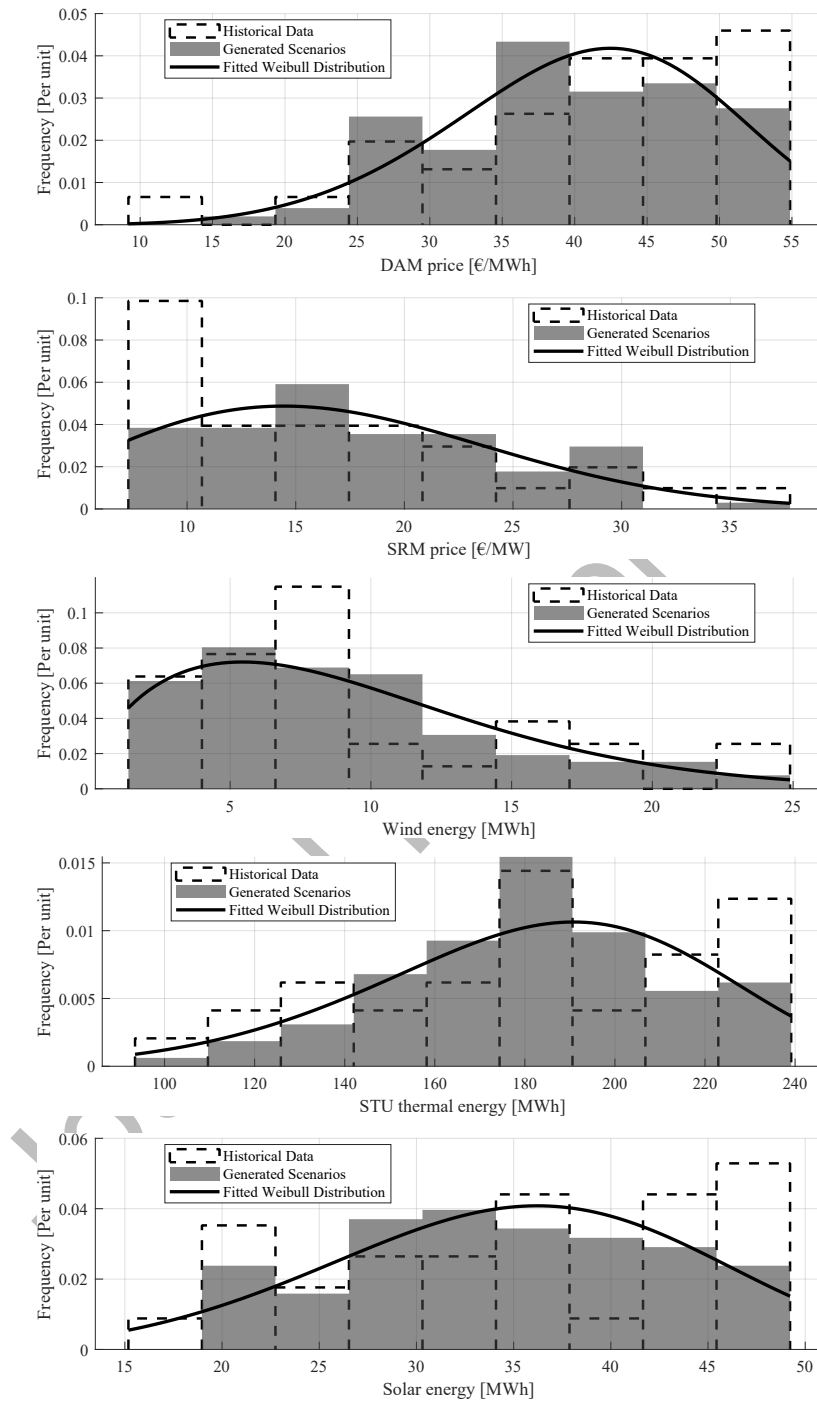 0.05
0.04
0.03
0.02
0.01
0
Frequency [Per unit]
Historical Data
Generated Scenarios
Fitted Weibull Distribution
10 15 20 25 30 35 40 45 50 55
DAM price [€/MWh]
0.1
0.08
0.06
0.04
0.02
0
Frequency [Per unit]
Historical Data
Generated Scenarios
Fitted Weibull Distribution
10 15 20 25 30 35
SRM price [€/MW]
0.1
0.08
0.06
0.04
0.02
0
Frequency [Per unit]
Historical Data
Generated Scenarios
Fitted Weibull Distribution
5 10 15 20 25
Wind energy [MWh]
0.015
0.01
0.005
0
Frequency [Per unit]
Historical Data
Generated Scenarios
Fitted Weibull Distribution
100 120 140 160 180 200 220 240
STU thermal energy [MWh]
0.06
0.04
0.02
0
Frequency [Per unit]
Historical Data
Generated Scenarios
Fitted Weibull Distribution
15 20 25 30 35 40 45 50
Solar energy [MWh]